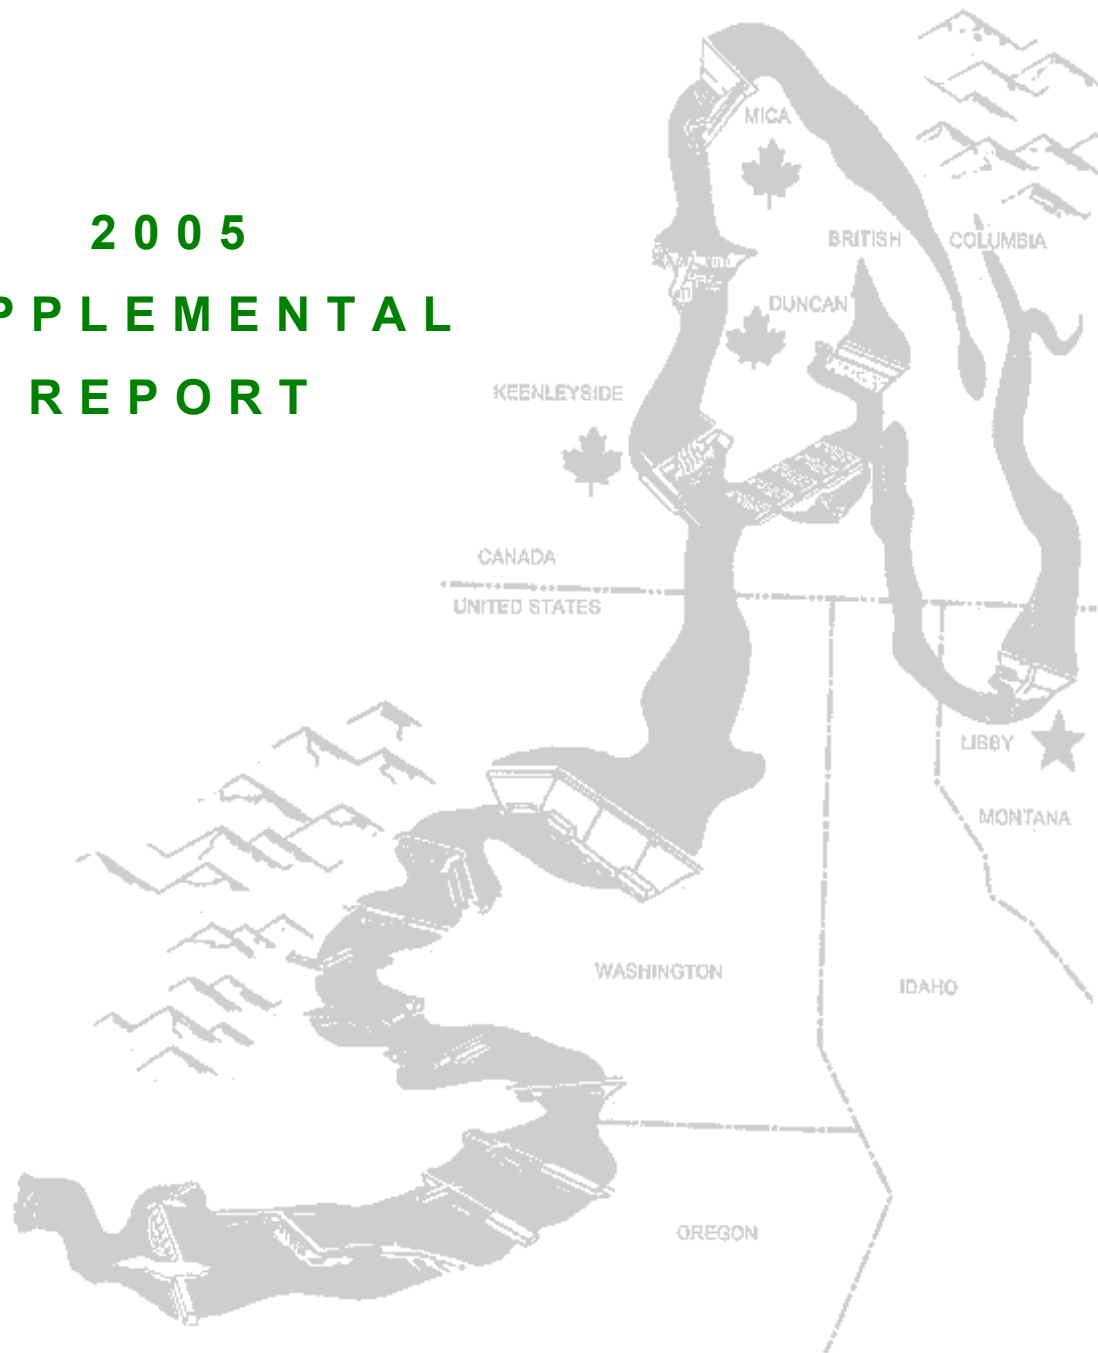 2005
PPLEMENTAL
REPORT
MICA
BRITISH COLUMBIA
DUNCAN
KEENLEYSIDE
CANADA
UNITED STATES
LIBBY
MONTANA
WASHINGTON
IDAHO
OREGON